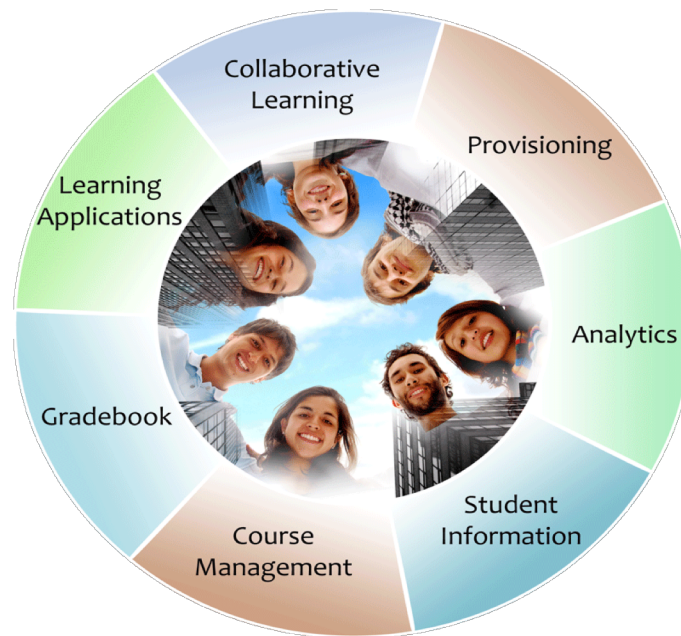 Collaborative
Learning
Provisioning
Analytics
Student
Information
Course
Management
Gradebook
Learning
Applications